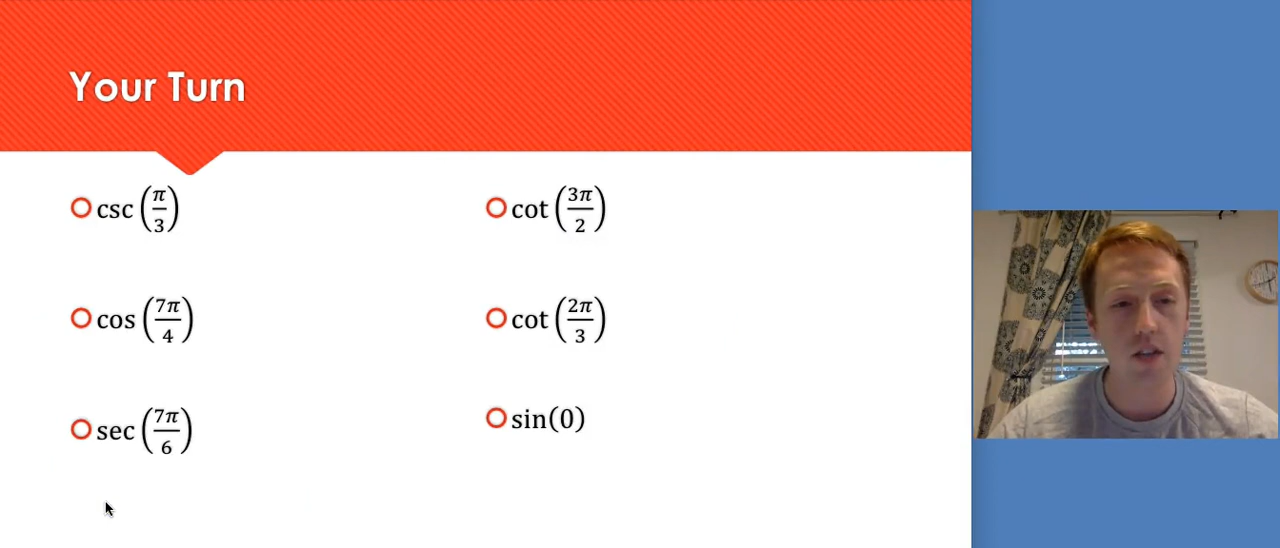 Your Turn
csc(π/3)
cos(7π/4)
sec(7π/6)
cot(3π/2)
cot(2π/3)
sin(0)